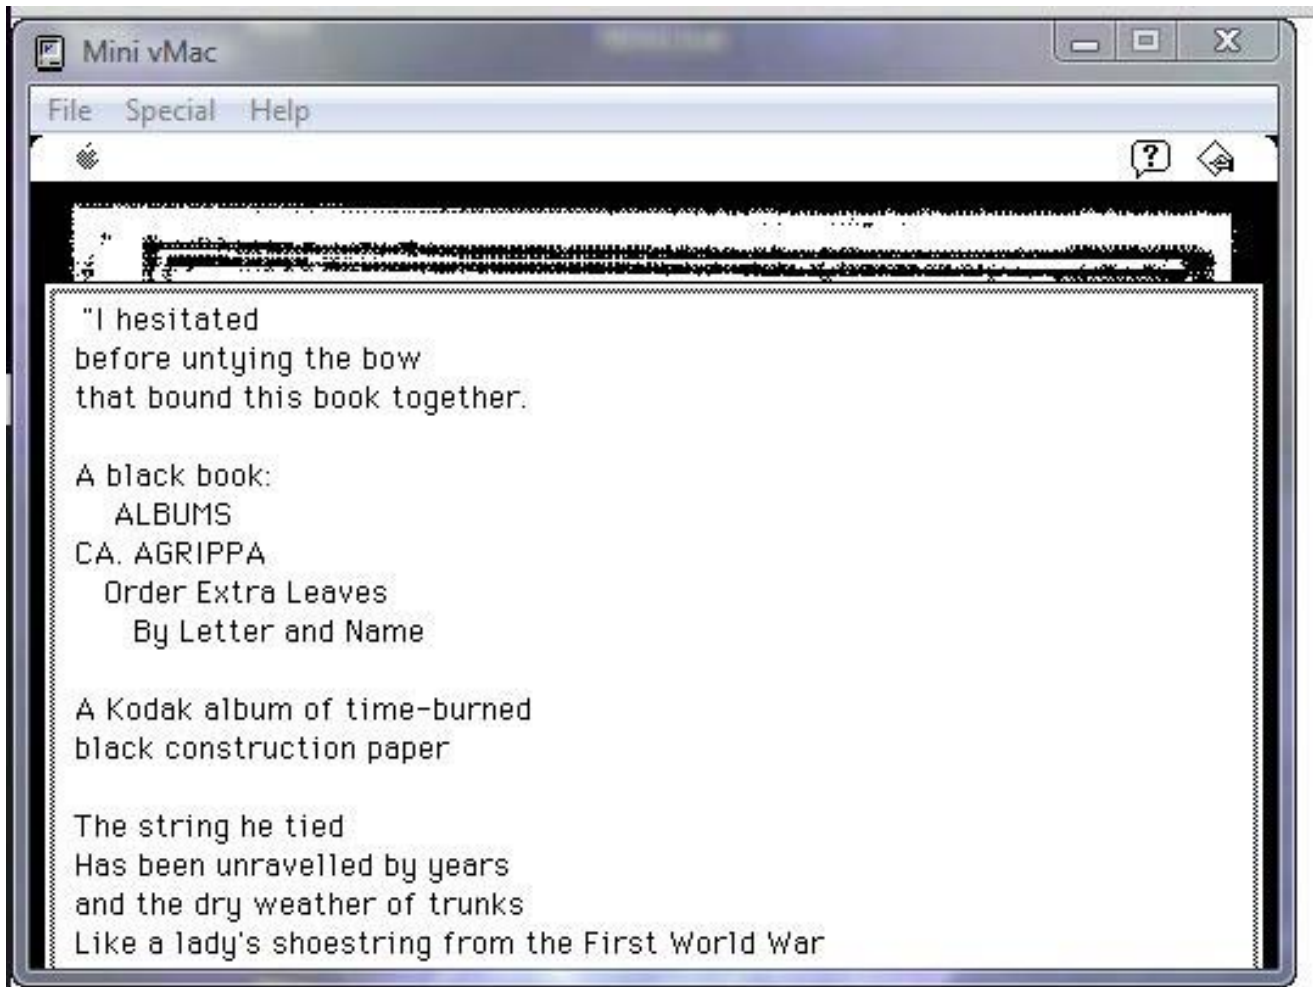 Mini vMac
File Special Help
"I hesitated
before untying the bow
that bound this book together.
A black book:
ALBUMS
CA. AGRIPPA
Order Extra Leaves
By Letter and Name
A Kodak album of time-burned
black construction paper
The string he tied
Has been unravelled by years
and the dry weather of trunks
Like a lady's shoestring from the First World War